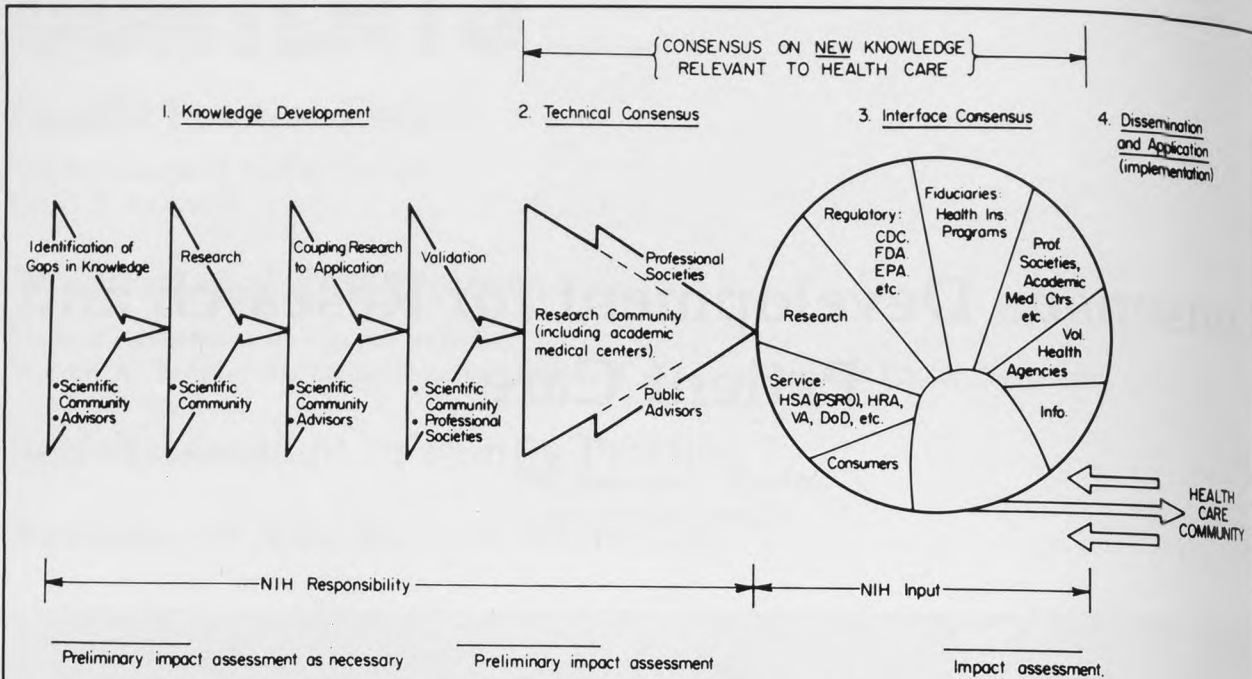 CONSENSUS ON NEW KNOWLEDGE
RELEVANT TO HEALTH CARE
1. Knowledge Development
2. Technical Consensus
3. Interface Consensus
4. Dissemination
and Application
(implementation)
Identification of
Gaps in Knowledge
• Scientific
Community
• Advisors
Research
• Scientific
Community
Coupling Research
to Application
• Scientific
Community
• Advisors
Validation
• Scientific
Community
• Professional
Societies
Professional
Societies
Research Community
(including academic
medical centers).
Public
Advisors
Regulatory:
CDC.
FDA.
EPA.
etc.
Fiduciaries:
Health Ins.
Programs
Prof.
Societies,
Academic
Med. Ctrs.
etc.
Vol.
Health
Agencies
Info.
Research
Service:
HSA (PSRO), HRA,
VA, DoD, etc.
Consumers
HEALTH
CARE
COMMUNITY
NIH Responsibility
NIH Input
Preliminary impact assessment as necessary
Preliminary impact assessment
Impact assessment.